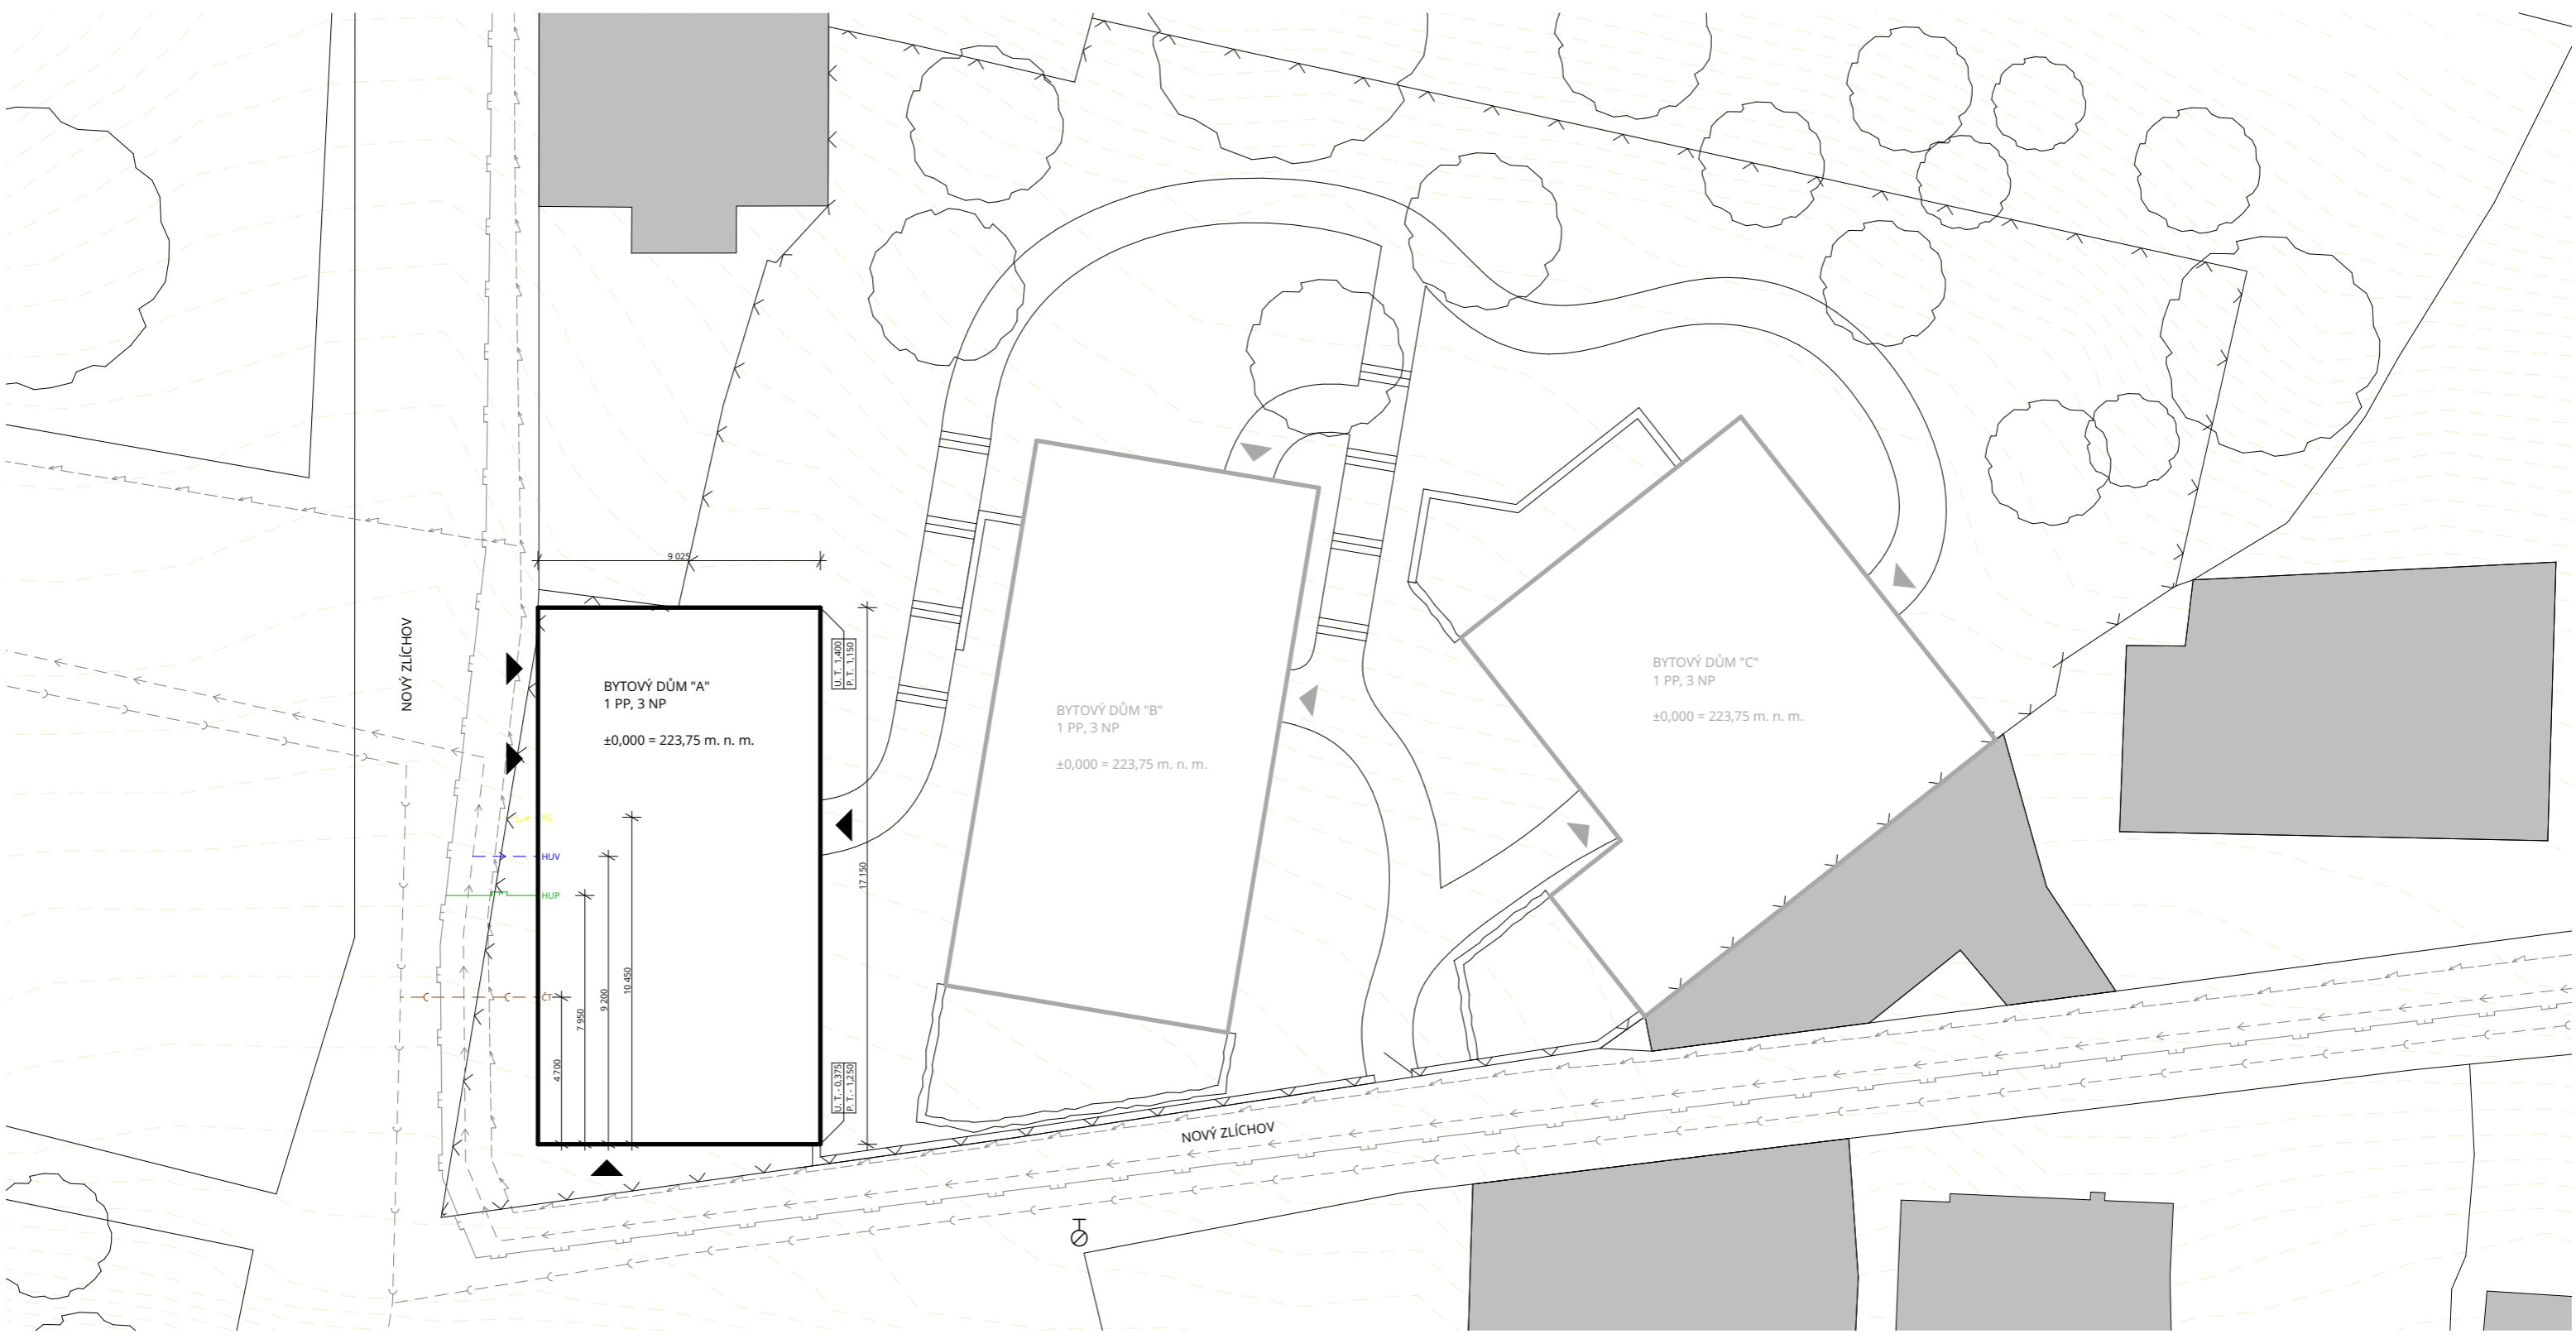 9 025
NOVÝ ZLÍCHOV
U. T. 1,400
P. T. 1,150
BYTOVÝ DŮM "A"
1 PP, 3 NP
±0,000 = 223,75 m. n. m.
BYTOVÝ DŮM "B"
1 PP, 3 NP
±0,000 = 223,75 m. n. m.
BYTOVÝ DŮM "C"
1 PP, 3 NP
±0,000 = 223,75 m. n. m.
PS
HUV
HUP
ČT
17 150
10 450
9 200
7 950
4 700
U. T. - 0,375
P. T. - 1,250
NOVÝ ZLÍCHOV